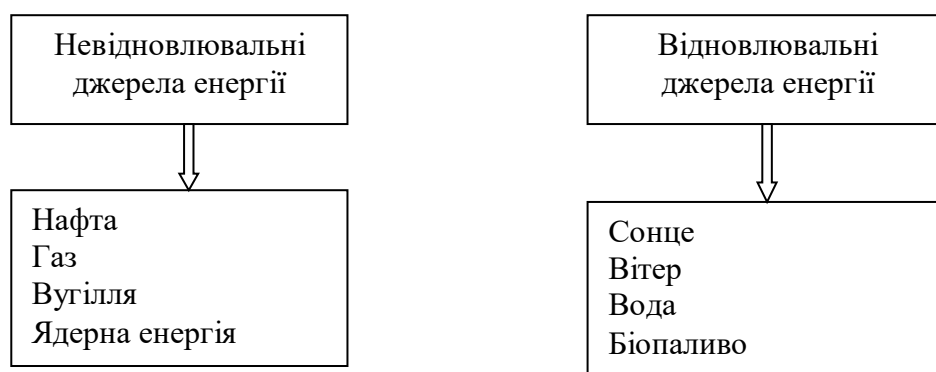 Невідновлювальні
джерела енергії
Відновлювальні
джерела енергії
Нафта
Газ
Вугілля
Ядерна енергія
Сонце
Вітер
Вода
Біопаливо